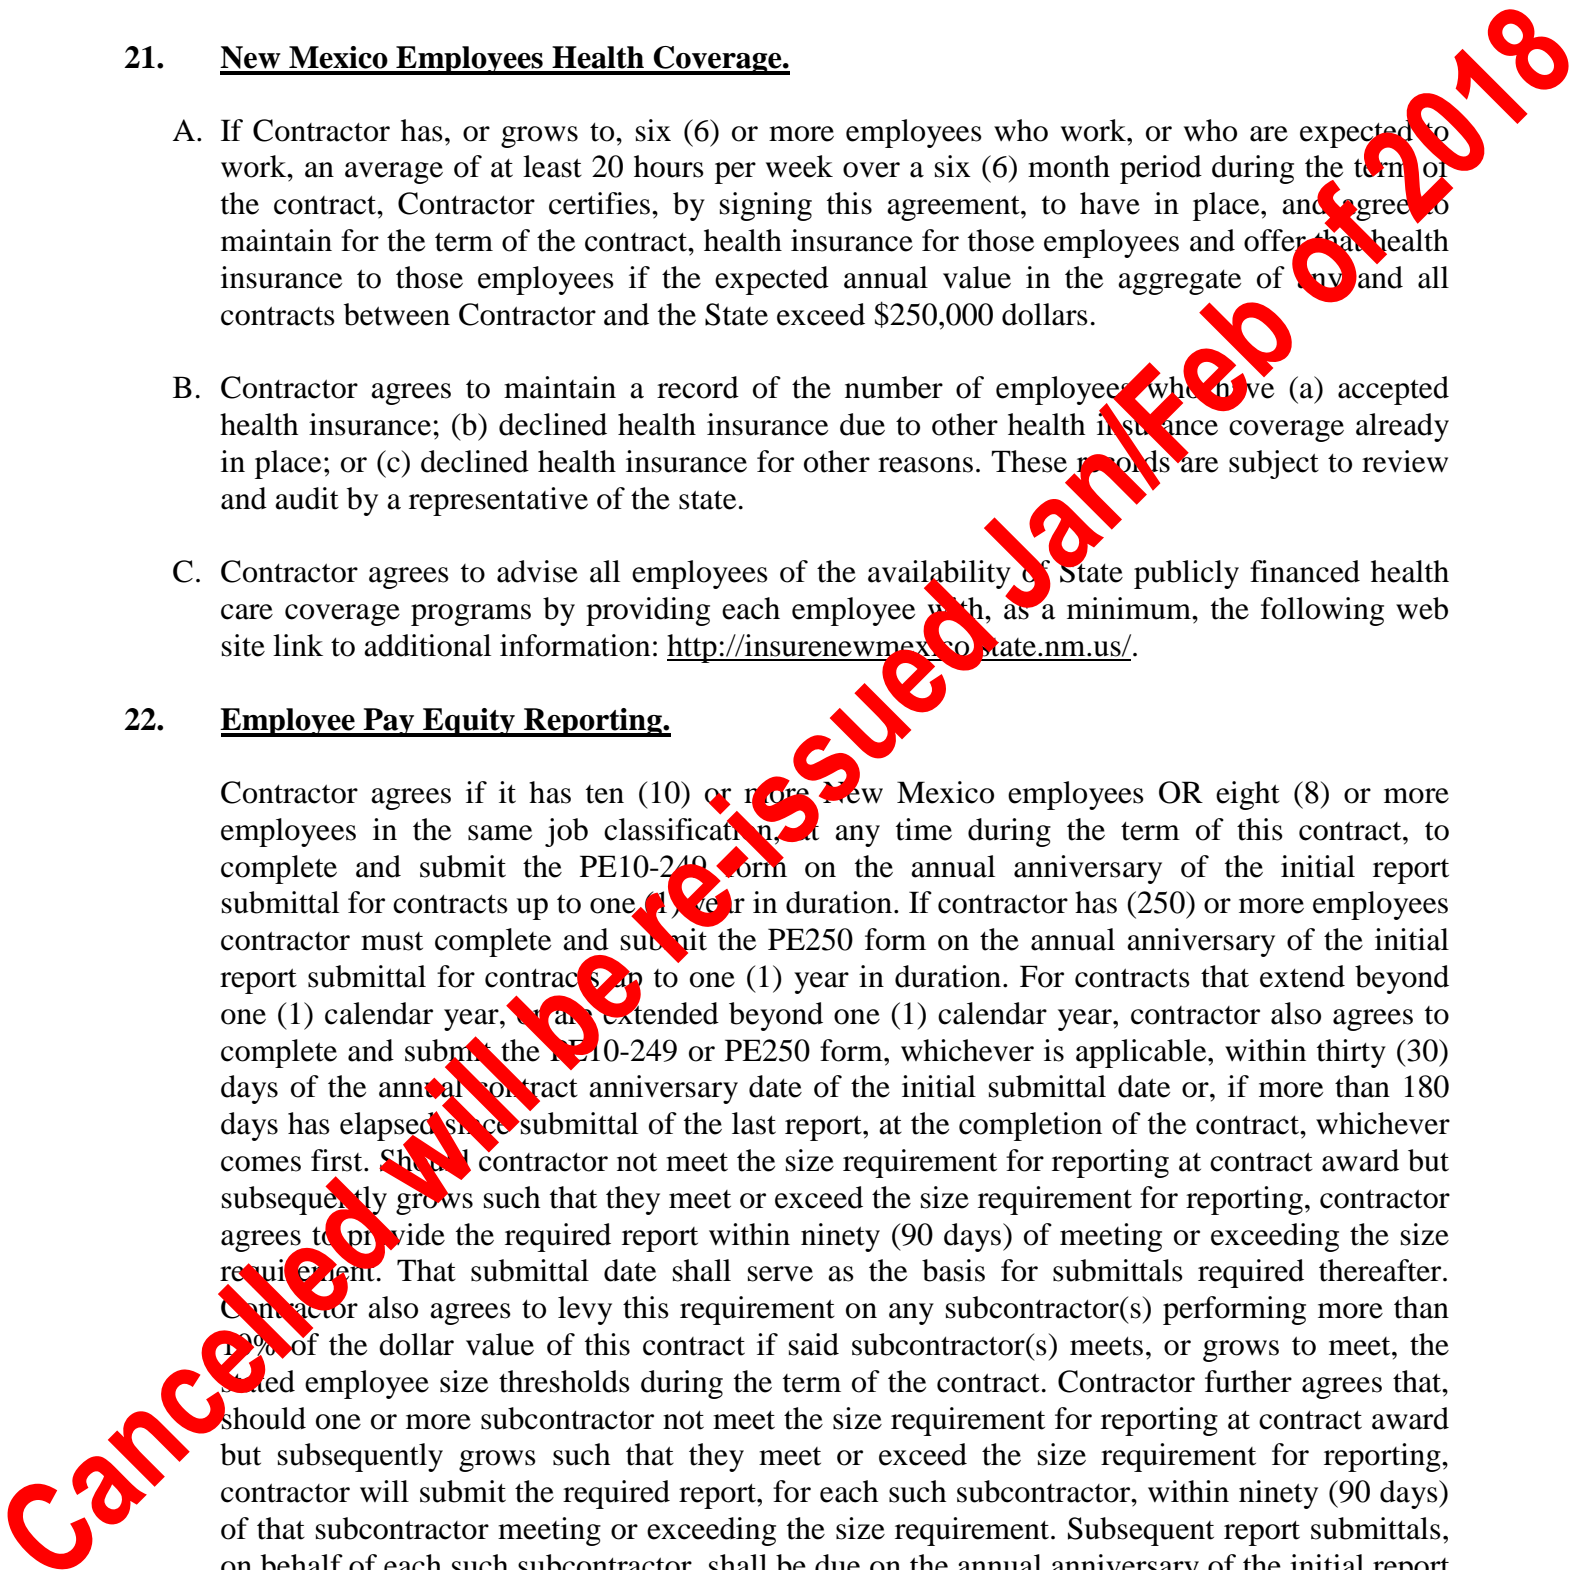 21. New Mexico Employees Health Coverage.
A. If Contractor has, or grows to, six (6) or more employees who work, or who are expected to
work, an average of at least 20 hours per week over a six (6) month period during the term of
the contract, Contractor certifies, by signing this agreement, to have in place, and agree to
maintain for the term of the contract, health insurance for those employees and offer that health
insurance to those employees if the expected annual value in the aggregate of any and all
contracts between Contractor and the State exceed $250,000 dollars.
B. Contractor agrees to maintain a record of the number of employees who have (a) accepted
health insurance; (b) declined health insurance due to other health insurance coverage already
in place; or (c) declined health insurance for other reasons. These records are subject to review
and audit by a representative of the state.
C. Contractor agrees to advise all employees of the availability of State publicly financed health
care coverage programs by providing each employee with, as a minimum, the following web
site link to additional information: http://insurenewmexico.state.nm.us/.
22. Employee Pay Equity Reporting.
Contractor agrees if it has ten (10) or more New Mexico employees OR eight (8) or more
employees in the same job classification, at any time during the term of this contract, to
complete and submit the PE10-249 form on the annual anniversary of the initial report
submittal for contracts up to one (1) year in duration. If contractor has (250) or more employees
contractor must complete and submit the PE250 form on the annual anniversary of the initial
report submittal for contracts up to one (1) year in duration. For contracts that extend beyond
one (1) calendar year, or are extended beyond one (1) calendar year, contractor also agrees to
complete and submit the PE10-249 or PE250 form, whichever is applicable, within thirty (30)
days of the annual contract anniversary date of the initial submittal date or, if more than 180
days has elapsed since submittal of the last report, at the completion of the contract, whichever
comes first. Should contractor not meet the size requirement for reporting at contract award but
subsequently grows such that they meet or exceed the size requirement for reporting, contractor
agrees to provide the required report within ninety (90 days) of meeting or exceeding the size
requirement. That submittal date shall serve as the basis for submittals required thereafter.
Contractor also agrees to levy this requirement on any subcontractor(s) performing more than
10% of the dollar value of this contract if said subcontractor(s) meets, or grows to meet, the
stated employee size thresholds during the term of the contract. Contractor further agrees that,
should one or more subcontractor not meet the size requirement for reporting at contract award
but subsequently grows such that they meet or exceed the size requirement for reporting,
contractor will submit the required report, for each such subcontractor, within ninety (90 days)
of that subcontractor meeting or exceeding the size requirement. Subsequent report submittals,
on behalf of each such subcontractor, shall be due on the annual anniversary of the initial report
Cancelled will be re-issued Jan/Feb of 2018